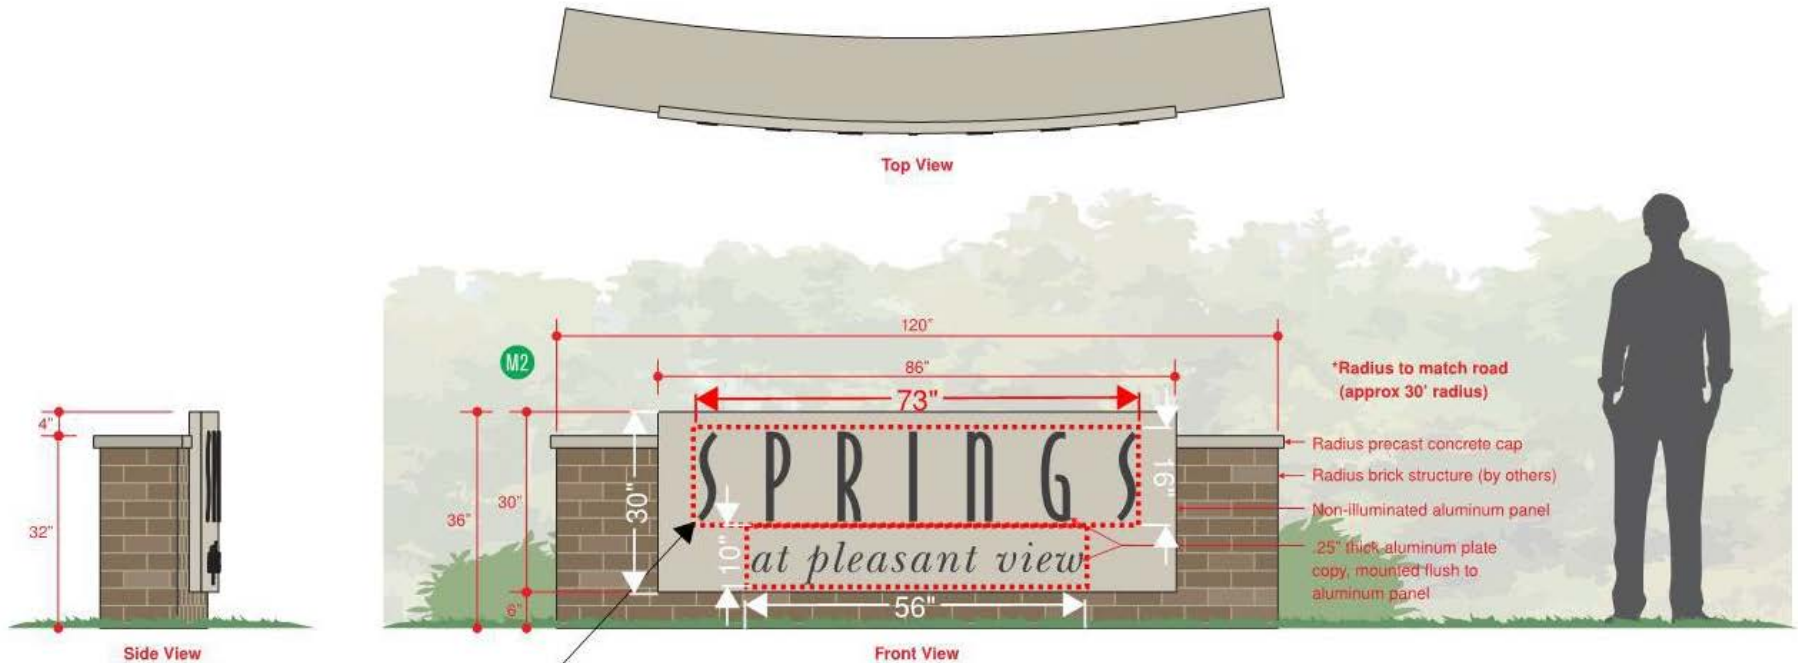 Top View
120"
M2
86"
*Radius to match road
(approx 30' radius)
73"
4"
Radius precast concrete cap
SPRINGS
16"
Radius brick structure (by others)
30"
30"
36"
32"
Non-illuminated aluminum panel
10"
at pleasant view
.25" thick aluminum plate
copy, mounted flush to
aluminum panel
56"
6"
Side View
Front View